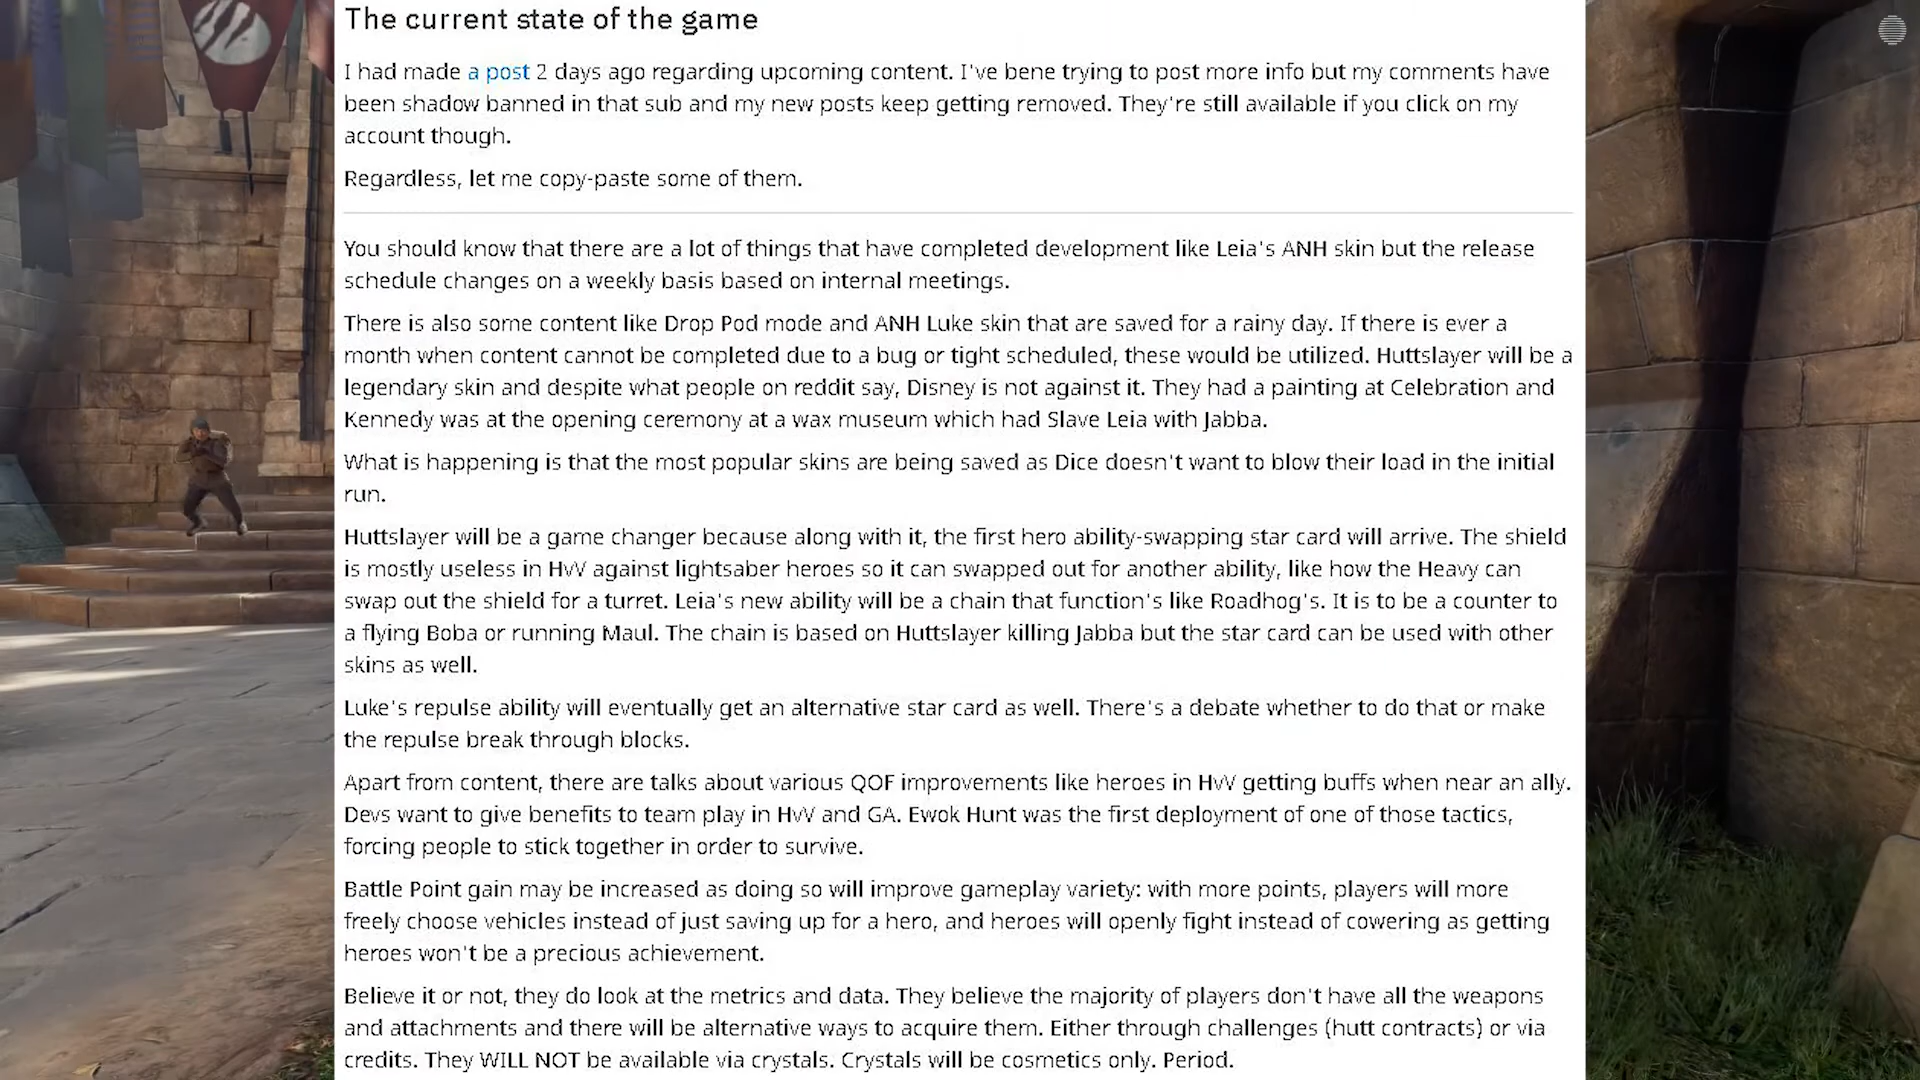 The current state of the game
I had made a post 2 days ago regarding upcoming content. I've bene trying to post more info but my comments have
been shadow banned in that sub and my new posts keep getting removed. They're still available if you click on my
account though.
Regardless, let me copy-paste some of them.
You should know that there are a lot of things that have completed development like Leia's ANH skin but the release
schedule changes on a weekly basis based on internal meetings.
There is also some content like Drop Pod mode and ANH Luke skin that are saved for a rainy day. If there is ever a
month when content cannot be completed due to a bug or tight scheduled, these would be utilized. Huttslayer will be a
legendary skin and despite what people on reddit say, Disney is not against it. They had a painting at Celebration and
Kennedy was at the opening ceremony at a wax museum which had Slave Leia with Jabba.
What is happening is that the most popular skins are being saved as Dice doesn't want to blow their load in the initial
run.
Huttslayer will be a game changer because along with it, the first hero ability-swapping star card will arrive. The shield
is mostly useless in HvV against lightsaber heroes so it can swapped out for another ability, like how the Heavy can
swap out the shield for a turret. Leia's new ability will be a chain that function's like Roadhog's. It is to be a counter to
a flying Boba or running Maul. The chain is based on Huttslayer killing Jabba but the star card can be used with other
skins as well.
Luke's repulse ability will eventually get an alternative star card as well. There's a debate whether to do that or make
the repulse break through blocks.
Apart from content, there are talks about various QOF improvements like heroes in HvV getting buffs when near an ally.
Devs want to give benefits to team play in HvV and GA. Ewok Hunt was the first deployment of one of those tactics,
forcing people to stick together in order to survive.
Battle Point gain may be increased as doing so will improve gameplay variety: with more points, players will more
freely choose vehicles instead of just saving up for a hero, and heroes will openly fight instead of cowering as getting
heroes won't be a precious achievement.
Believe it or not, they do look at the metrics and data. They believe the majority of players don't have all the weapons
and attachments and there will be alternative ways to acquire them. Either through challenges (hutt contracts) or via
credits. They WILL NOT be available via crystals. Crystals will be cosmetics only. Period.